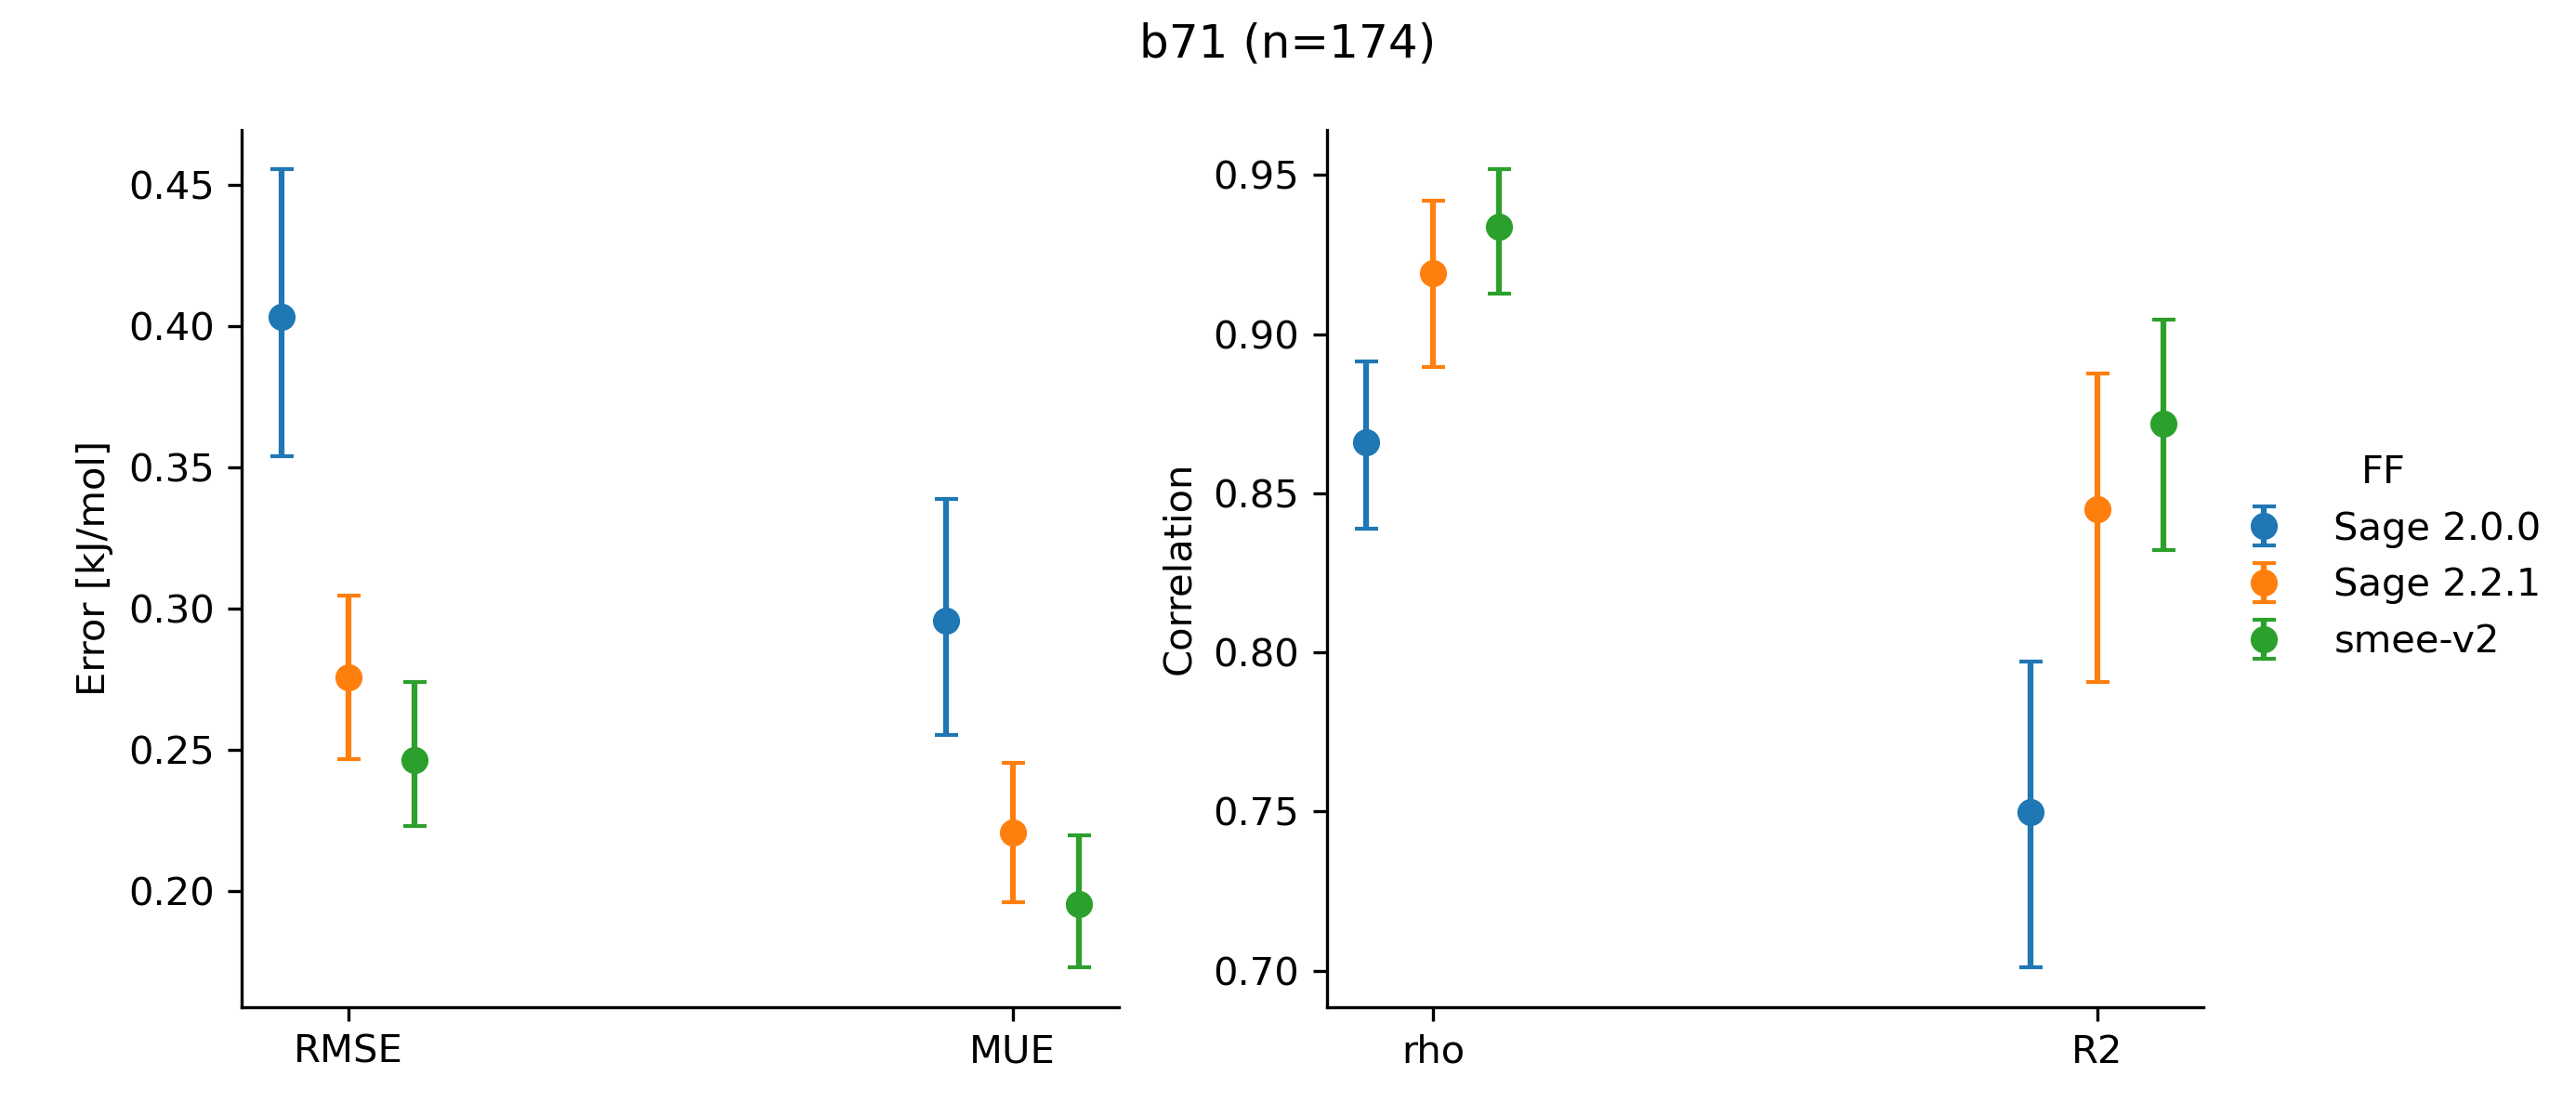 b71 (n=174)
Error [kJ/mol]
0.45
0.40
0.35
0.30
0.25
0.20
RMSE
MUE
Correlation
0.95
0.90
0.85
0.80
0.75
0.70
rho
R2
FF
Sage 2.0.0
Sage 2.2.1
smee-v2